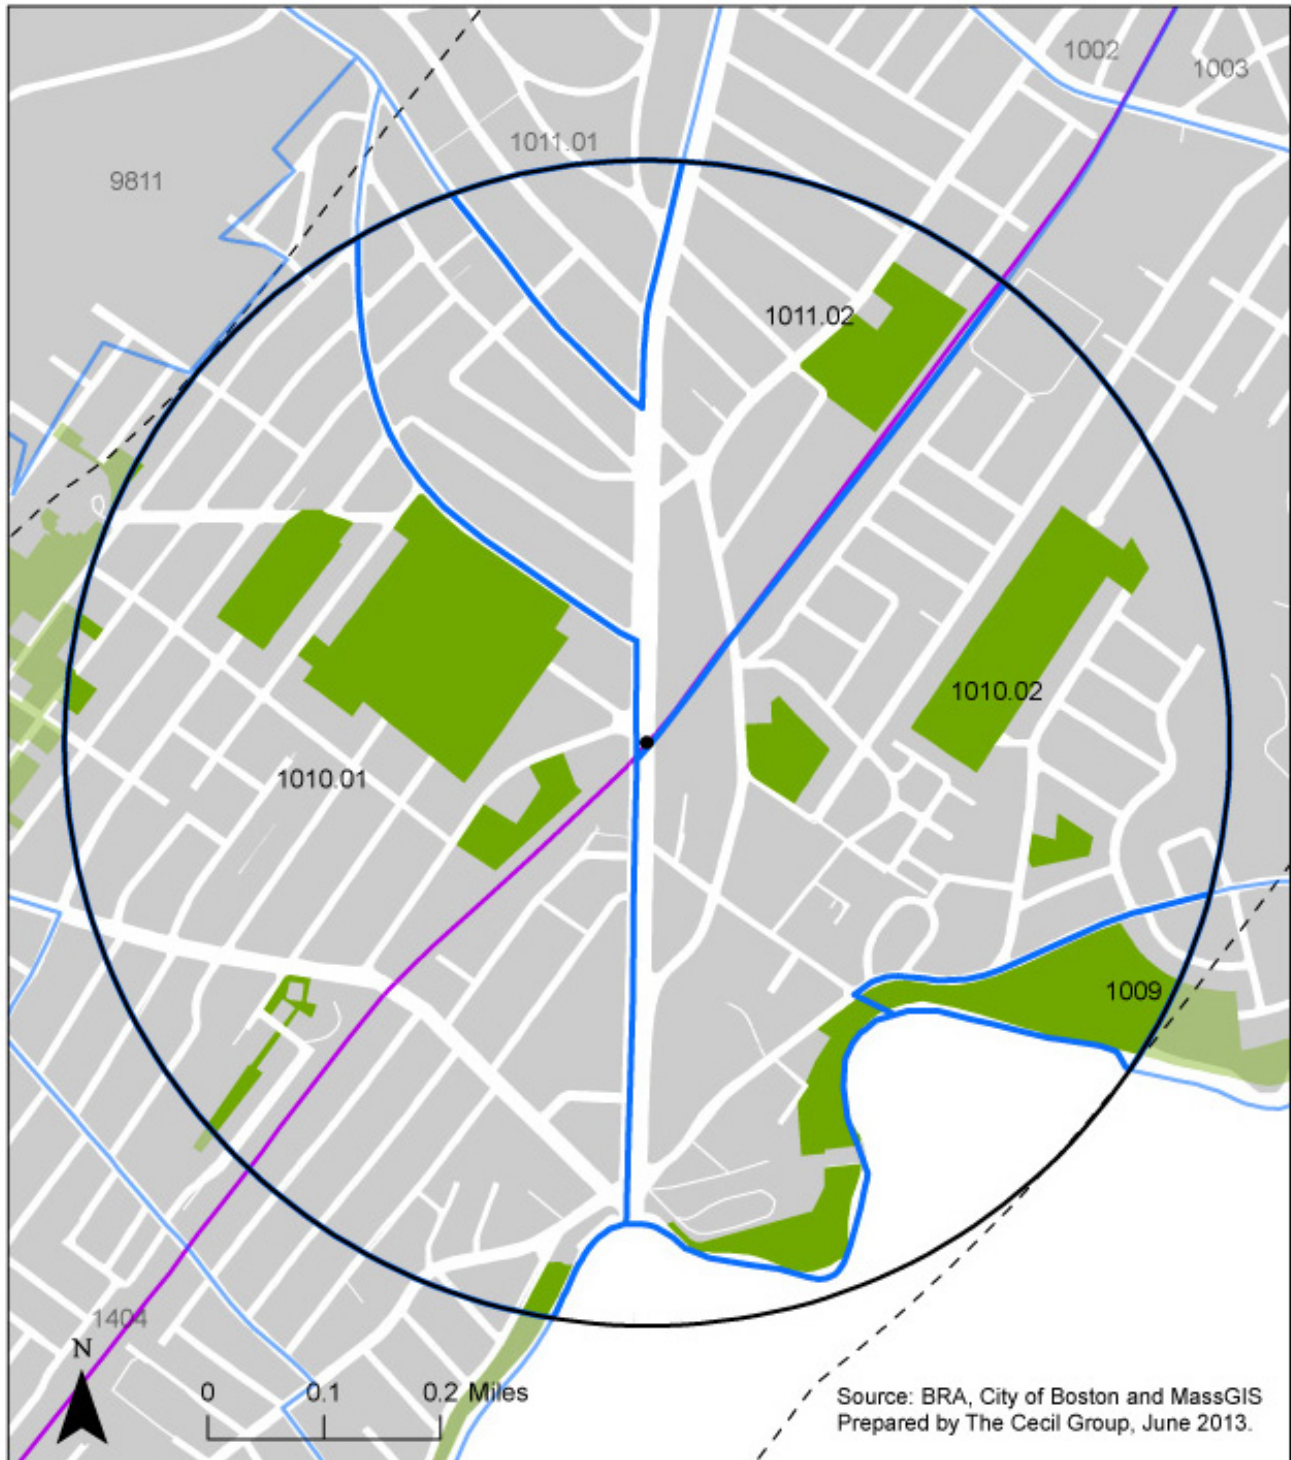 1002
1003
1011.01
9811
1011.02
1010.02
1010.01
1009
1404
N
0 0.1 0.2 Miles
Source: BRA, City of Boston and MassGIS
Prepared by The Cecil Group, June 2013.